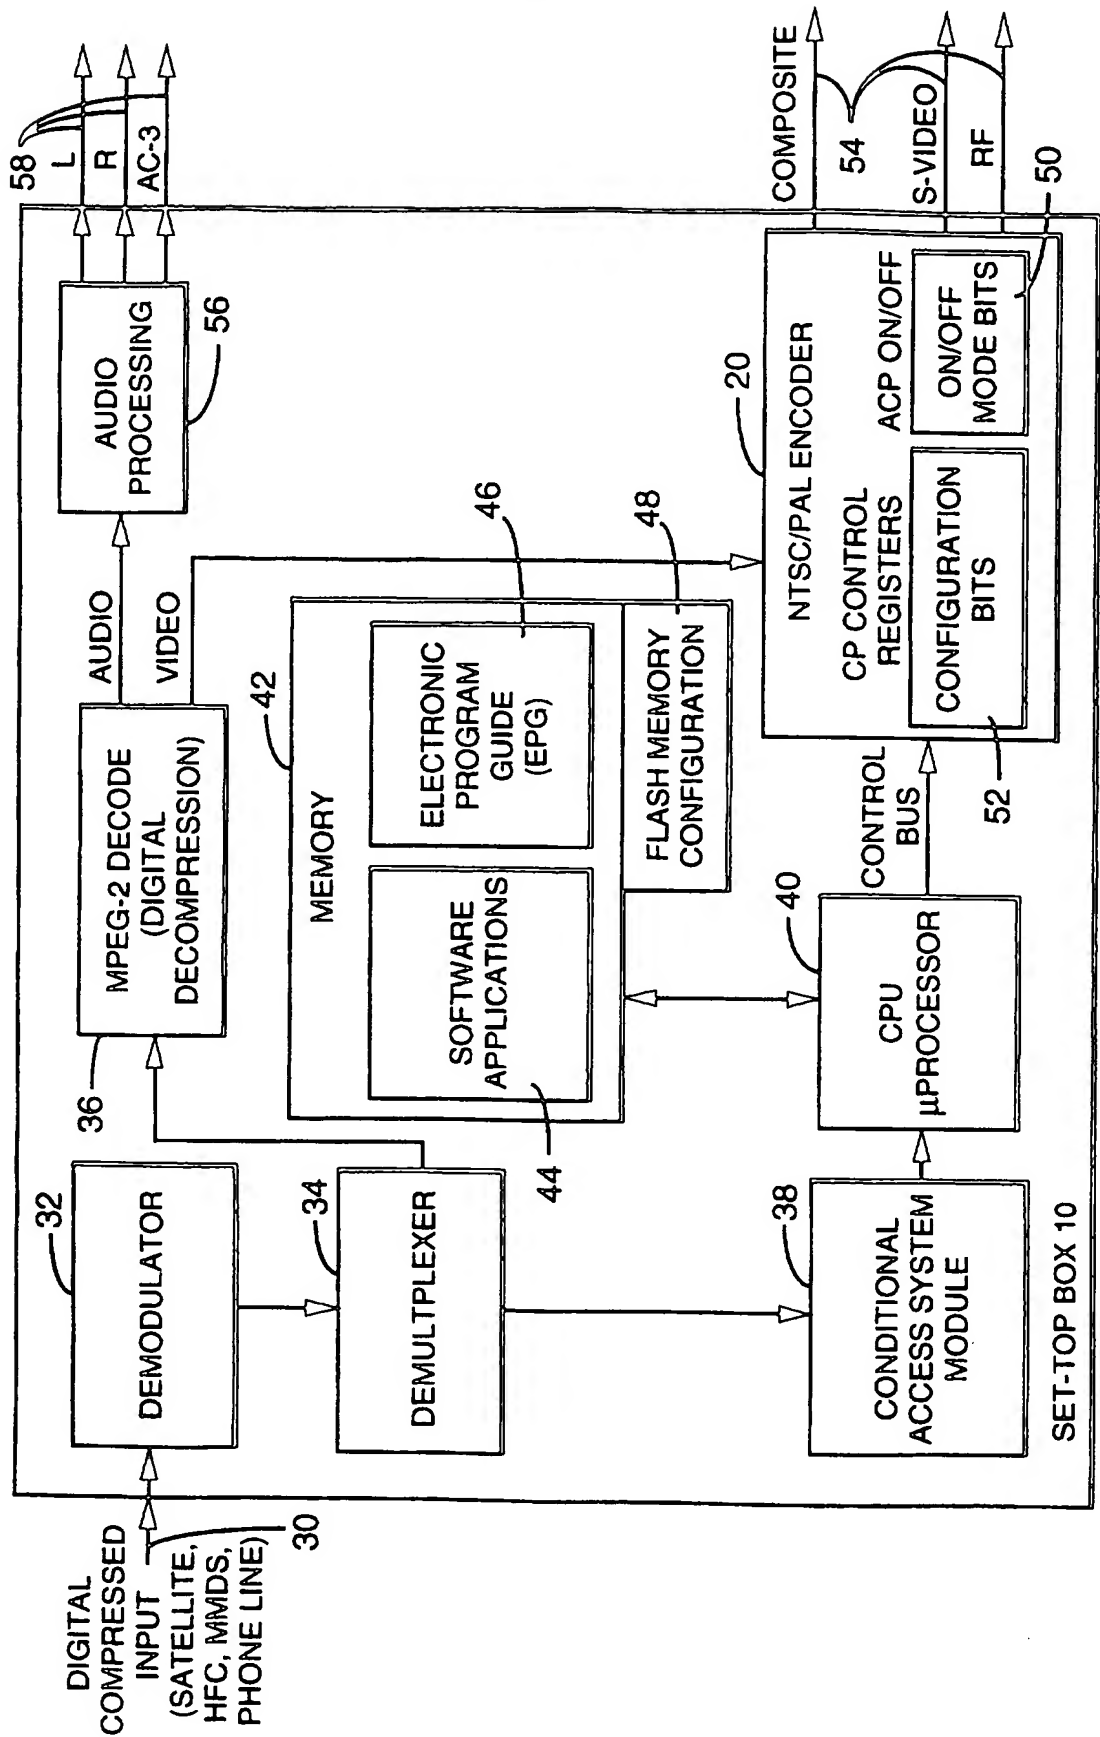 DIGITAL
COMPRESSED
INPUT
(SATELLITE,
HFC, MMDS,
PHONE LINE)
30
32
DEMODULATOR
34
DEMULTPLEXER
36
MPEG-2 DECODE
(DIGITAL
DECOMPRESSION)
AUDIO
VIDEO
AUDIO
PROCESSING
56
58
L
R
AC-3
42
MEMORY
SOFTWARE
APPLICATIONS
44
ELECTRONIC
PROGRAM
GUIDE
(EPG)
46
FLASH MEMORY
CONFIGURATION
48
38
CONDITIONAL
ACCESS SYSTEM
MODULE
40
CPU
μPROCESSOR
CONTROL
BUS
20
NTSC/PAL ENCODER
CP CONTROL
REGISTERS
ACP ON/OFF
CONFIGURATION
BITS
52
ON/OFF
MODE BITS
50
COMPOSITE
54
S-VIDEO
RF
SET-TOP BOX 10